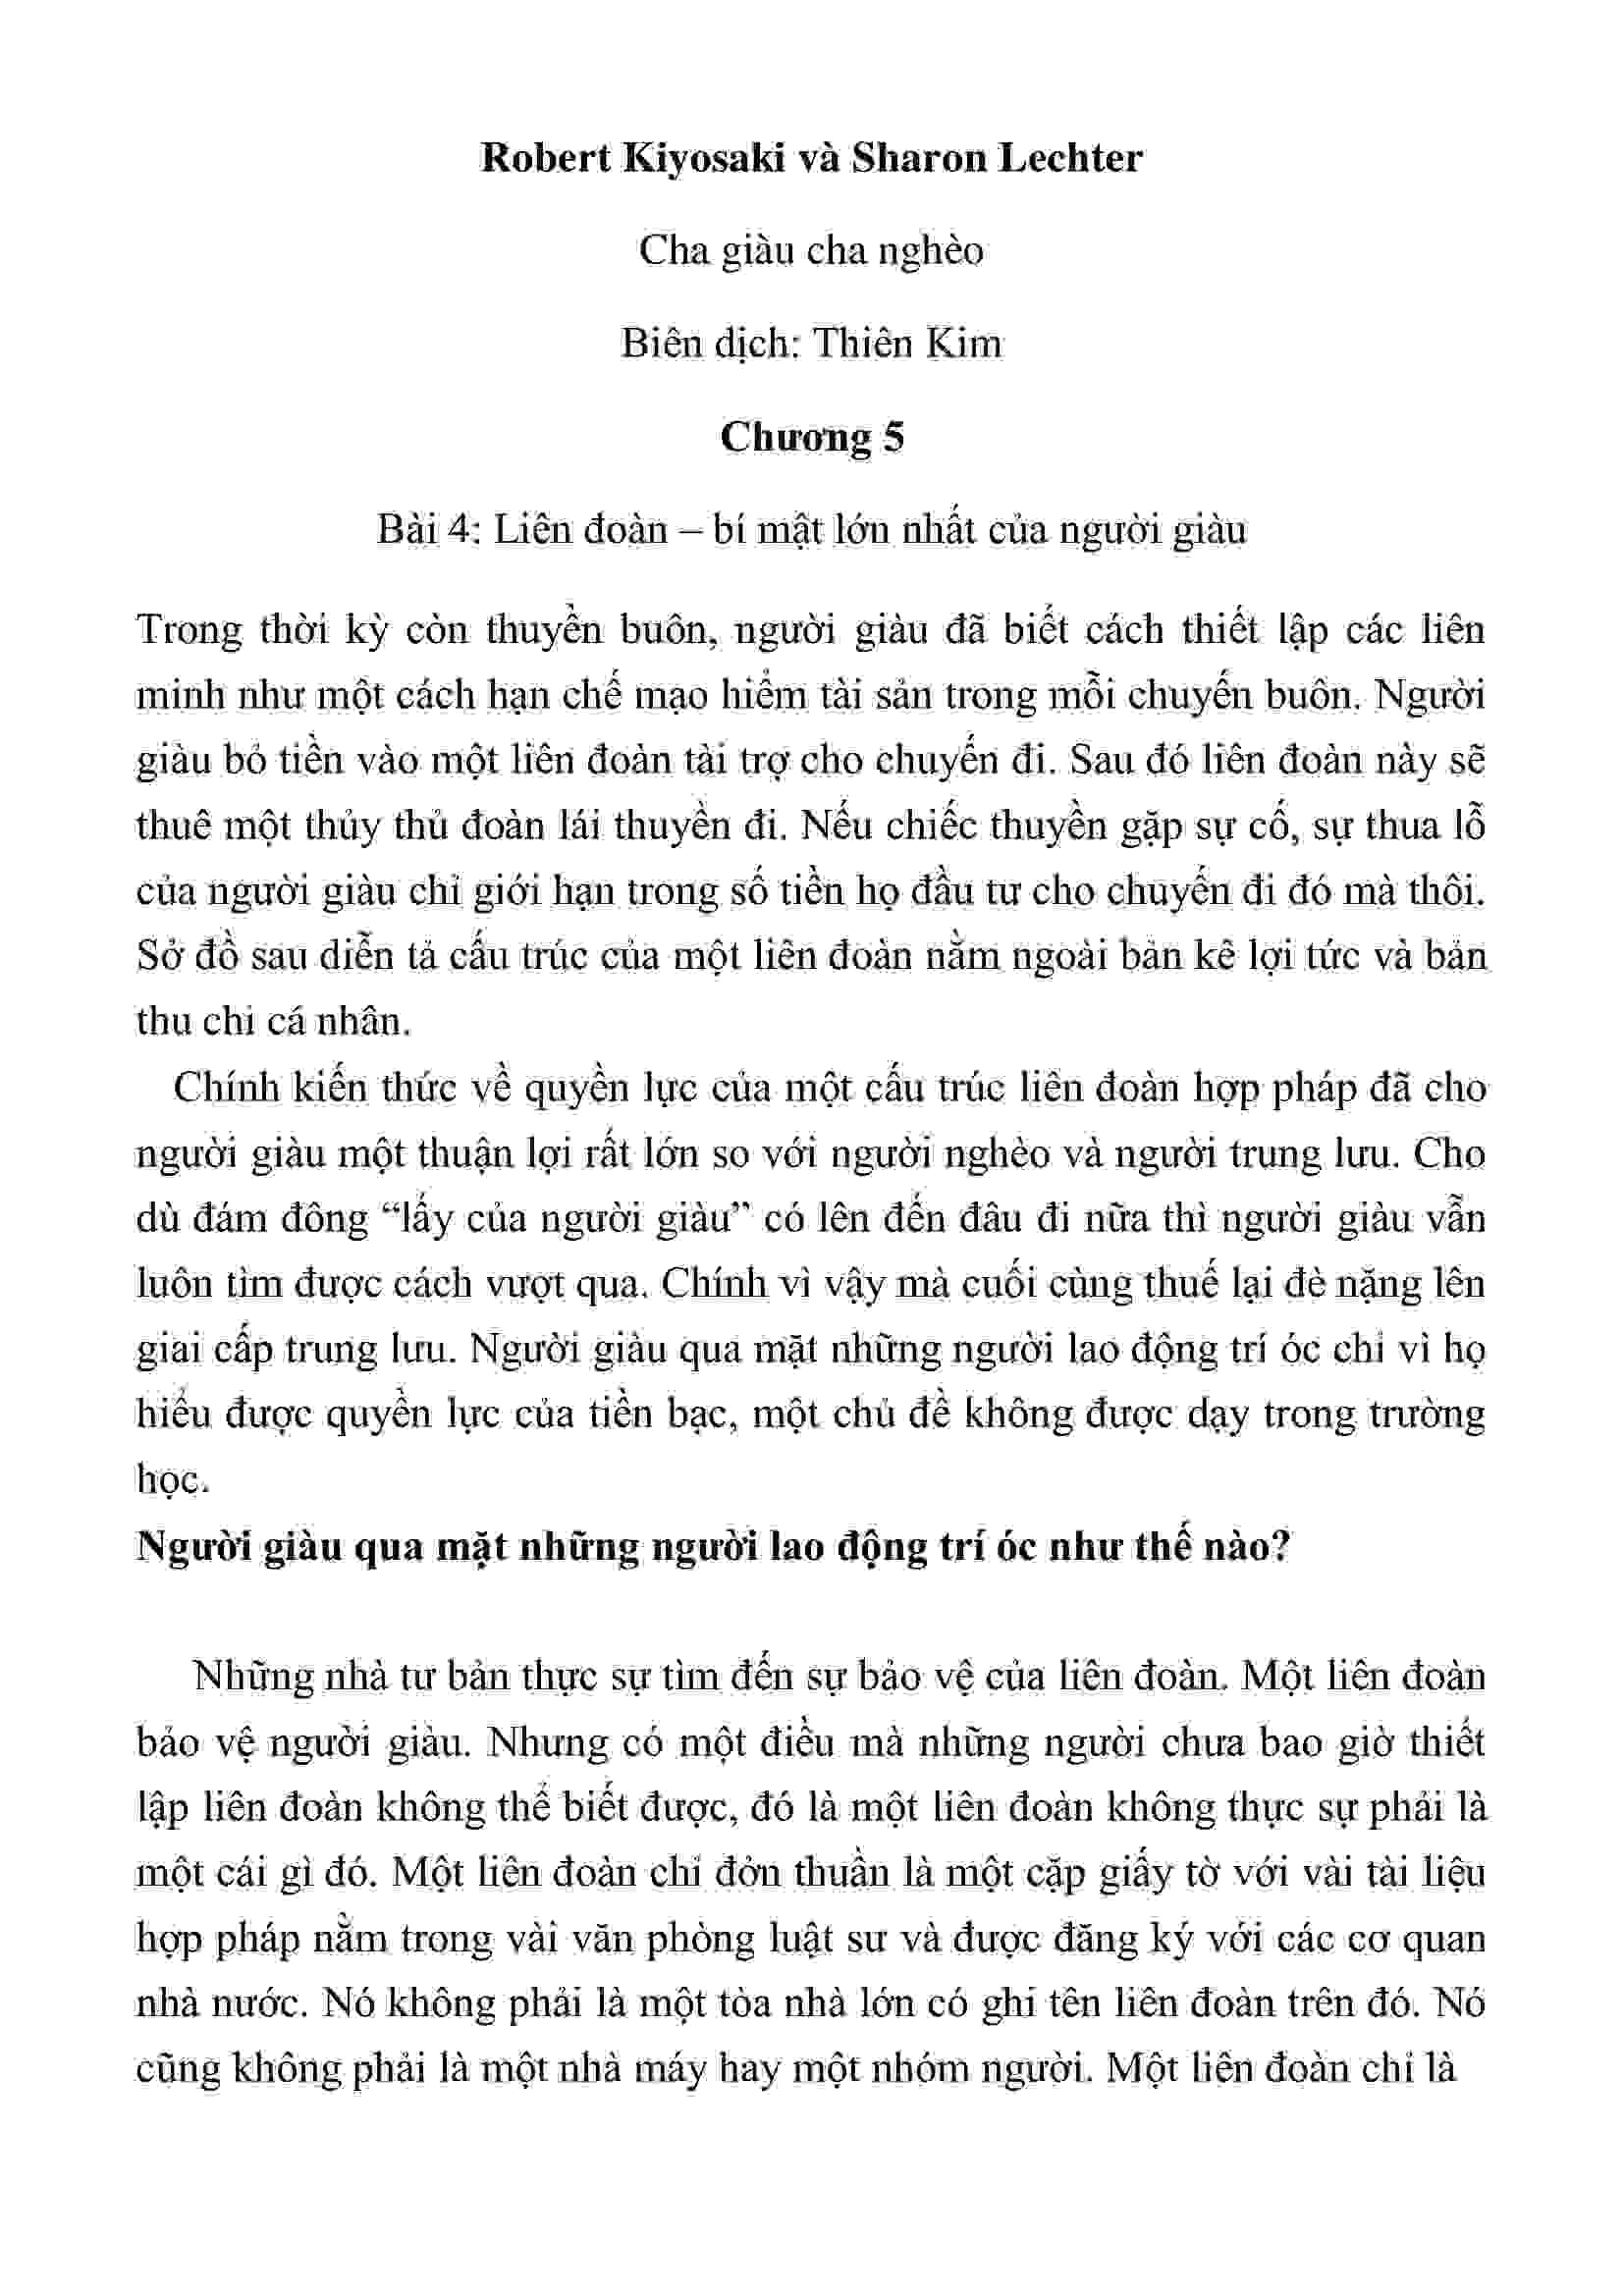 Robert Kiyosaki và Sharon Lechter
Cha giàu cha nghèo
Biên dịch: Thiên Kim
Chương 5
Bài 4: Liên đoàn – bí mật lớn nhất của người giàu
Trong thời kỳ còn thuyền buôn, người giàu đã biết cách thiết lập các liên
minh như một cách hạn chế mạo hiểm tài sản trong mỗi chuyến buôn. Người
giàu bỏ tiền vào một liên đoàn tài trợ cho chuyến đi. Sau đó liên đoàn này sẽ
thuê một thủy thủ đoàn lái thuyền đi. Nếu chiếc thuyền gặp sự cố, sự thua lỗ
của người giàu chỉ giới hạn trong số tiền họ đầu tư cho chuyến đi đó mà thôi.
Sở đồ sau diễn tả cấu trúc của một liên đoàn nằm ngoài bản kê lợi tức và bản
thu chi cá nhân.
Chính kiến thức về quyền lực của một cấu trúc liên đoàn hợp pháp đã cho
người giàu một thuận lợi rất lớn so với người nghèo và người trung lưu. Cho
dù đám đông “lấy của người giàu” có lên đến đâu đi nữa thì người giàu vẫn
luôn tìm được cách vượt qua. Chính vì vậy mà cuối cùng thuế lại đè nặng lên
giai cấp trung lưu. Người giàu qua mặt những người lao động trí óc chỉ vì họ
hiểu được quyền lực của tiền bạc, một chủ đề không được dạy trong trường
học.
Người giàu qua mặt những người lao động trí óc như thế nào?
Những nhà tư bản thực sự tìm đến sự bảo vệ của liên đoàn. Một liên đoàn
bảo vệ người giàu. Nhưng có một điều mà những người chưa bao giờ thiết
lập liên đoàn không thể biết được, đó là một liên đoàn không thực sự phải là
một cái gì đó. Một liên đoàn chỉ đởn thuần là một cặp giấy tờ với vài tài liệu
hợp pháp nằm trong vài văn phòng luật sư và được đăng ký với các cơ quan
nhà nước. Nó không phải là một tòa nhà lớn có ghi tên liên đoàn trên đó. Nó
cũng không phải là một nhà máy hay một nhóm người. Một liên đoàn chỉ là